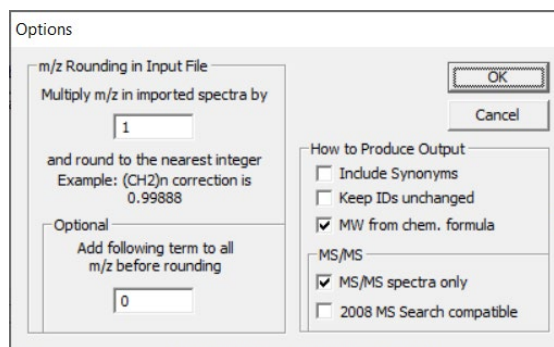 Options
m/z Rounding in Input File
Multiply m/z in imported spectra by
1
and round to the nearest integer
Example: (CH2)n correction is
0.99888
Optional
Add following term to all
m/z before rounding
0
OK
Cancel
How to Produce Output
Include Synonyms
Keep IDs unchanged
MW from chem. formula
MS/MS
MS/MS spectra only
2008 MS Search compatible